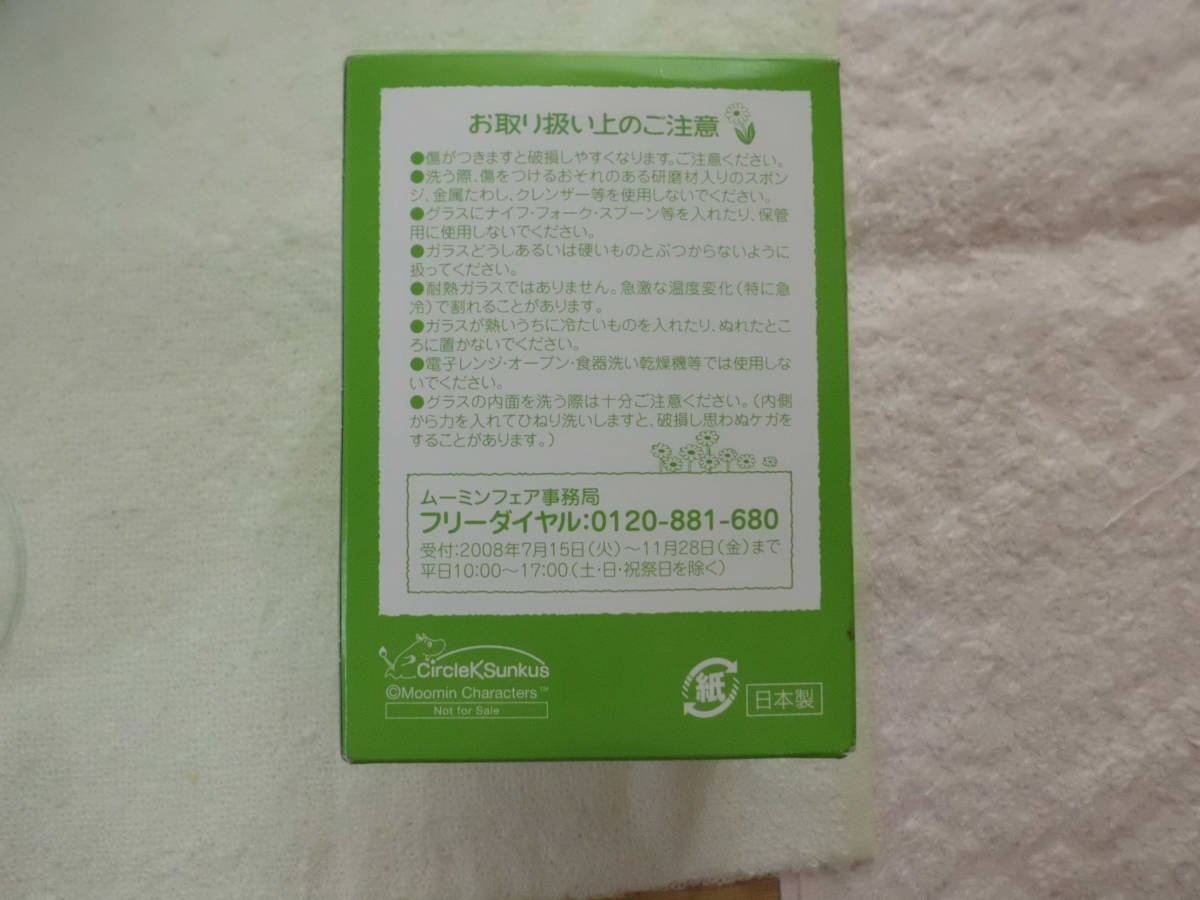 お取り扱い上のご注意
●傷がつきますと破損しやすくなります。ご注意ください。
●洗う際、傷をつけるおそれのある研磨材入りのスポン
ジ、金属たわし、クレンザー等を使用しないでください。
●グラスにナイフ・フォーク・スプーン等を入れたり、保管
用に使用しないでください。
●ガラスどうしあるいは硬いものとぶつからないように
扱ってください。
●耐熱ガラスではありません。急激な温度変化（特に急
冷）で割れることがあります。
●ガラスが熱いうちに冷たいものを入れたり、ぬれたとこ
ろに置かないでください。
●電子レンジ・オーブン・食器洗い乾燥機等では使用しな
いでください。
●グラスの内面を洗う際は十分ご注意ください。（内側
から力を入れてひねり洗いしますと、破損し思わぬケガを
することがあります。）
ムーミンフェア事務局
フリーダイヤル：0120-881-680
受付：2008年7月15日（火）～11月28日（金）まで
平日10:00～17:00（土・日・祝祭日を除く）
CircleKSunkus
©Moomin Characters™
Not for Sale
紙
日本製